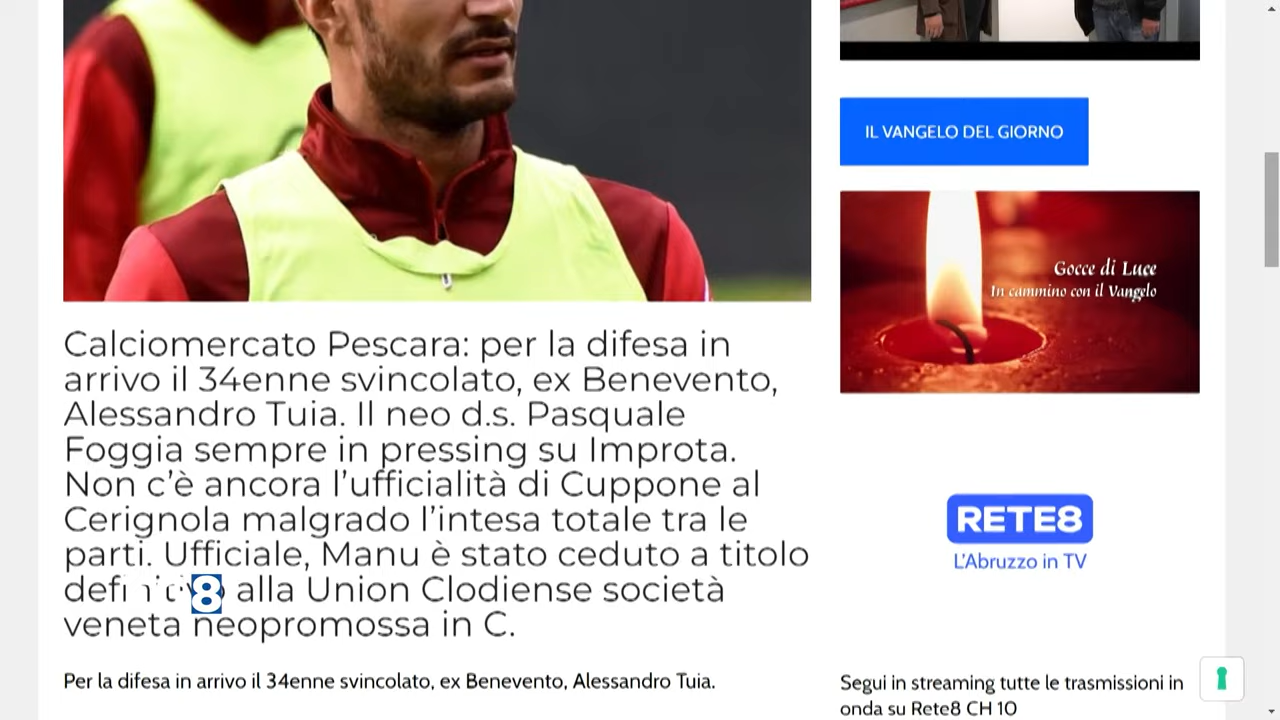 Calciomercato Pescara: per la difesa in
arrivo il 34enne svincolato, ex Benevento,
Alessandro Tuia. Il neo d.s. Pasquale
Foggia sempre in pressing su Improta.
Non c’è ancora l’ufficialità di Cuppone al
Cerignola malgrado l’intesa totale tra le
parti. Ufficiale, Manu è stato ceduto a titolo
8 alla Union Clodiense società
veneta neopromossa in C.
Per la difesa in arrivo il 34enne svincolato, ex Benevento, Alessandro Tuia.
IL VANGELO DEL GIORNO
Gocce di Luce
In cammino con il Vangelo
RETE8
L’Abruzzo in TV
Segui in streaming tutte le trasmissioni in
onda su Rete8 CH 10